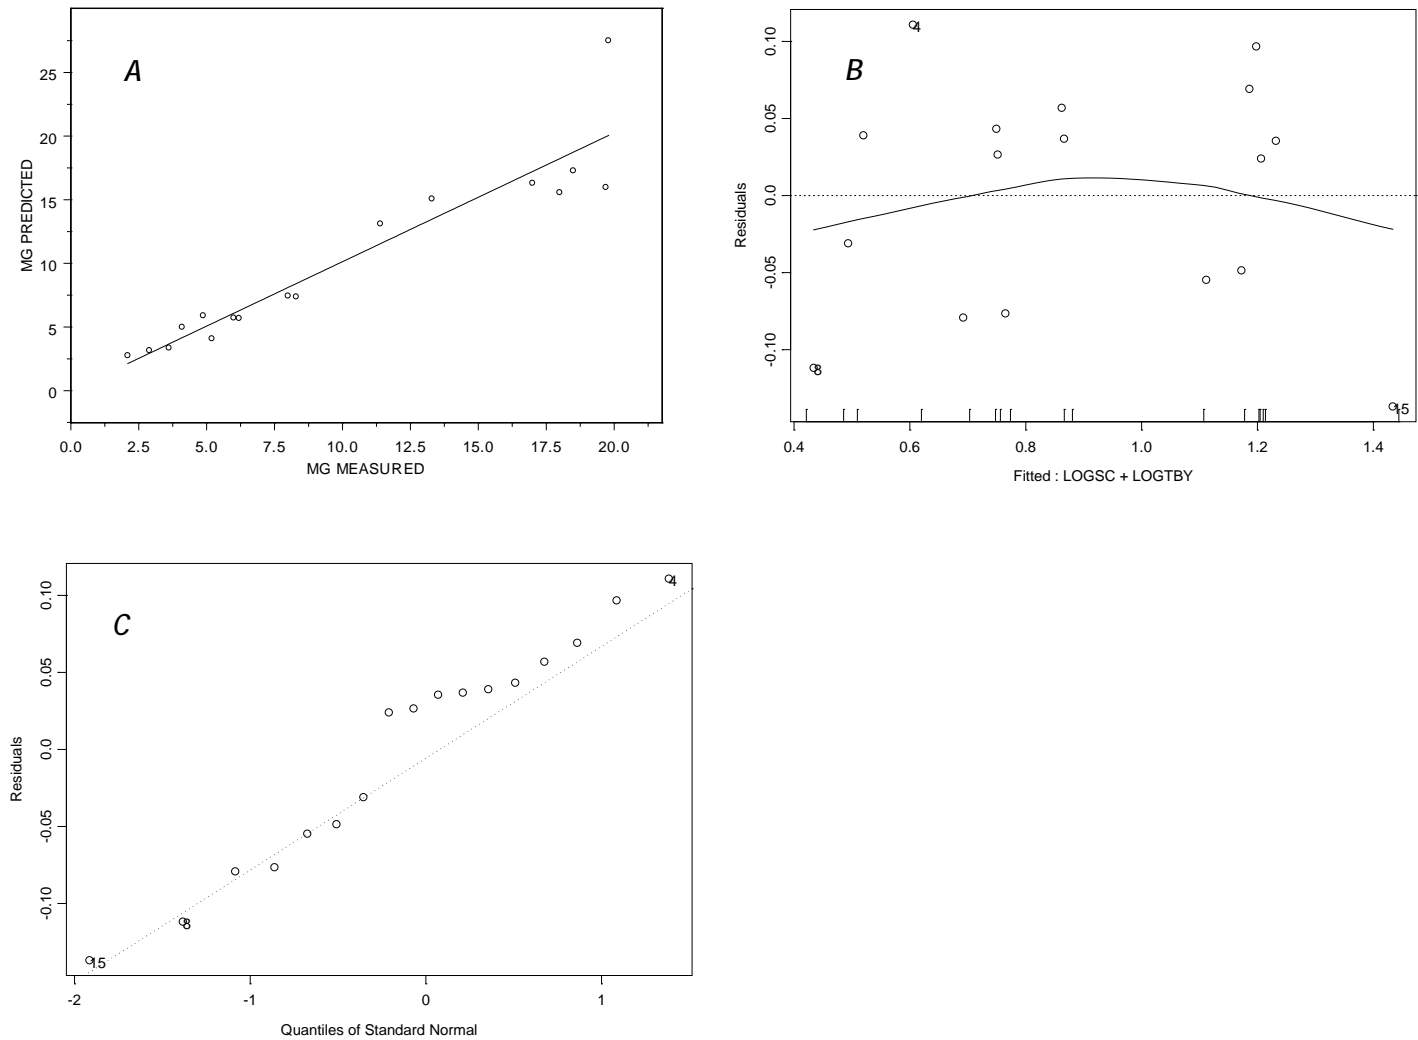 A
25
20
15
10
5
0
MG PREDICTED
0.0 2.5 5.0 7.5 10.0 12.5 15.0 17.5 20.0
MG MEASURED
B
0.10
0.05
0.0
-0.05
-0.10
Residuals
4
8
15
0.4 0.6 0.8 1.0 1.2 1.4
Fitted : LOGSC + LOGTBY
C
0.10
0.05
0.0
-0.05
-0.10
Residuals
4
8
15
-2 -1 0 1
Quantiles of Standard Normal